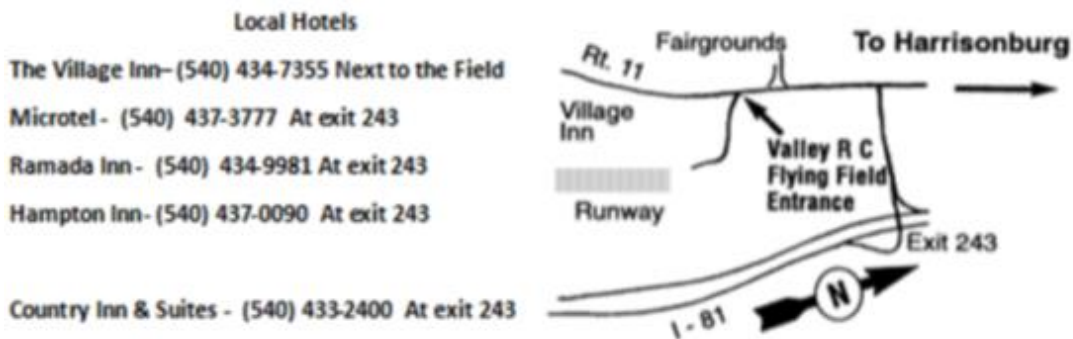 Local Hotels
The Village Inn– (540) 434-7355 Next to the Field
Microtel - (540) 437-3777 At exit 243
Ramada Inn - (540) 434-9981 At exit 243
Hampton Inn- (540) 437-0090 At exit 243
Country Inn & Suites - (540) 433-2400 At exit 243
Fairgrounds
To Harrisonburg
Rt. 11
Village
Inn
Valley R C
Flying Field
Entrance
Runway
Exit 243
N
I - 81